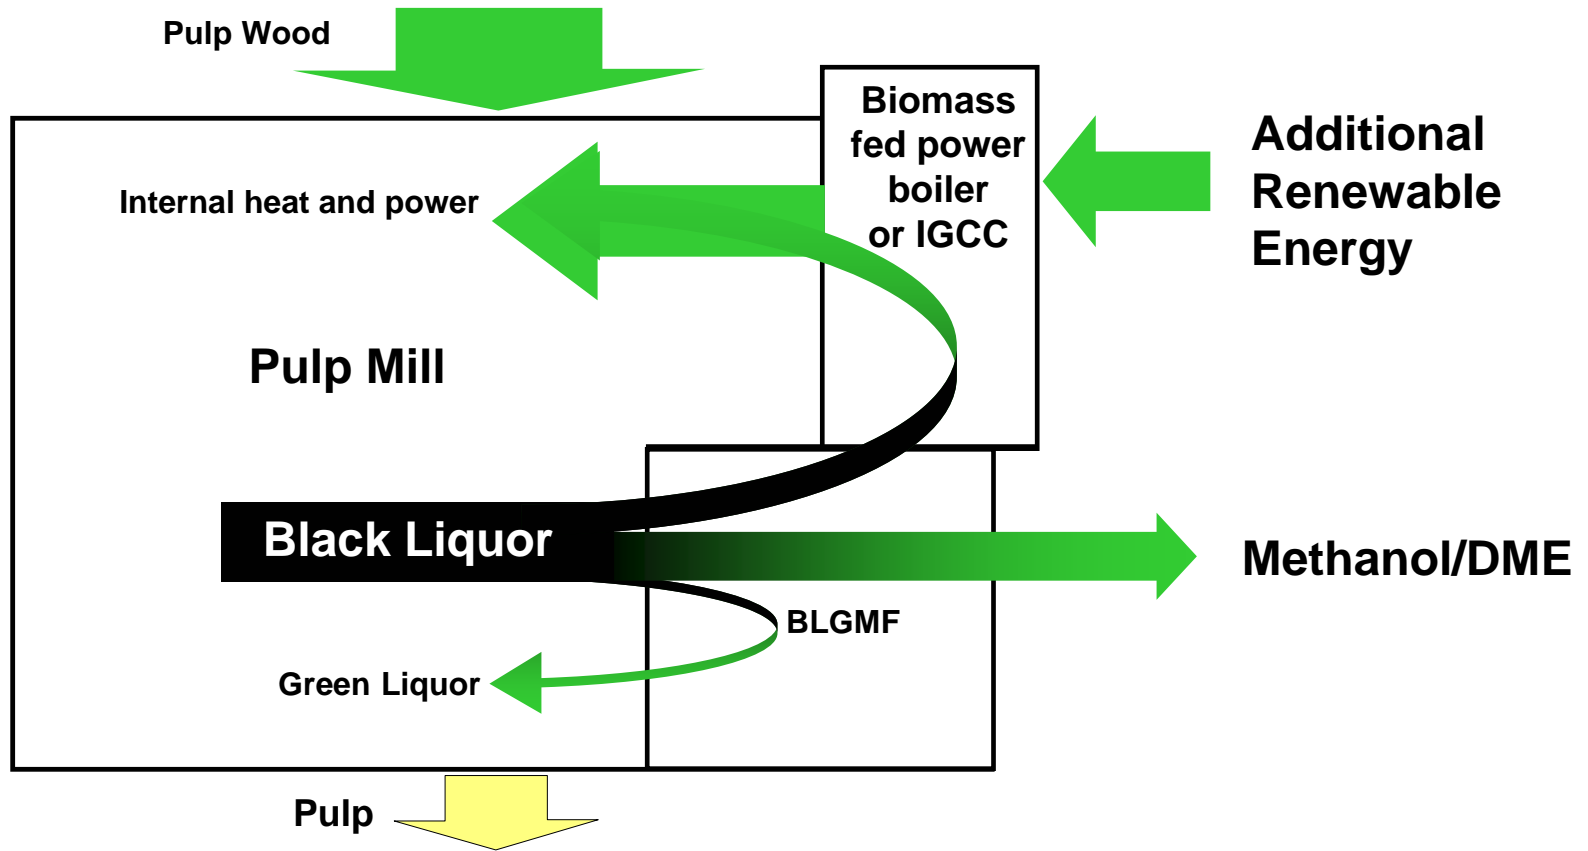 Pulp Wood
Biomass
fed power
boiler
or IGCC
Additional
Renewable
Energy
Internal heat and power
Pulp Mill
Black Liquor
Methanol/DME
BLGMF
Green Liquor
Pulp